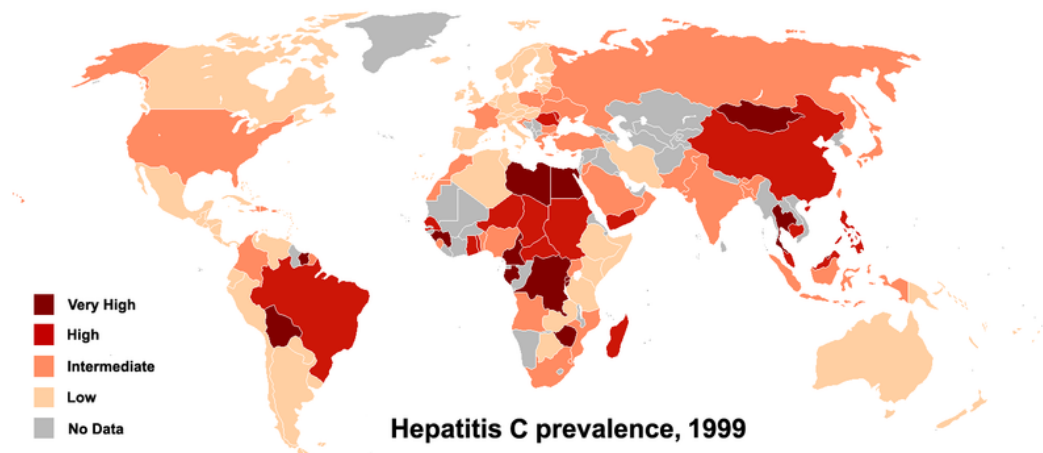 Very High
High
Intermediate
Low
No Data
Hepatitis C prevalence, 1999